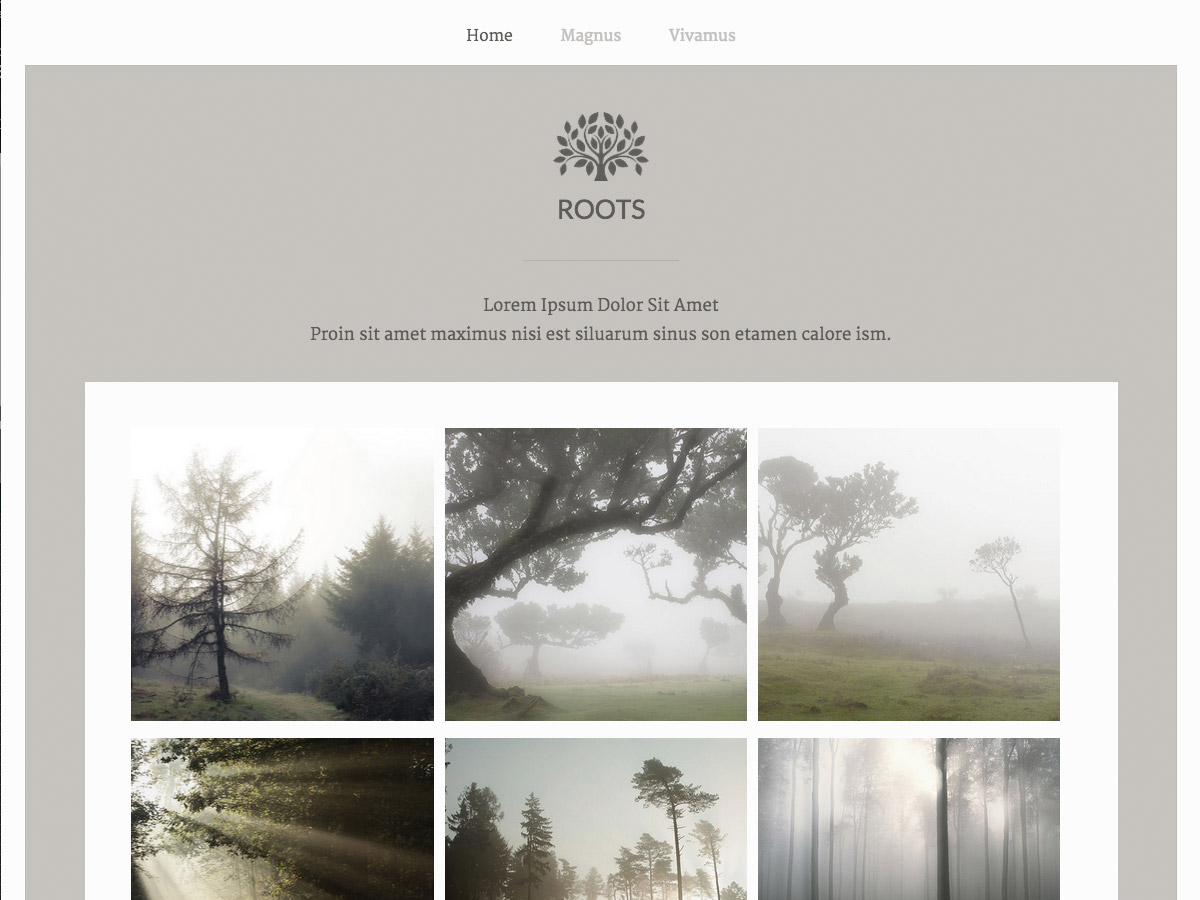 Home Magnus Vivamus
ROOTS
Lorem Ipsum Dolor Sit Amet
Proin sit amet maximus nisi est siluarum sinus son etamen calore ism.